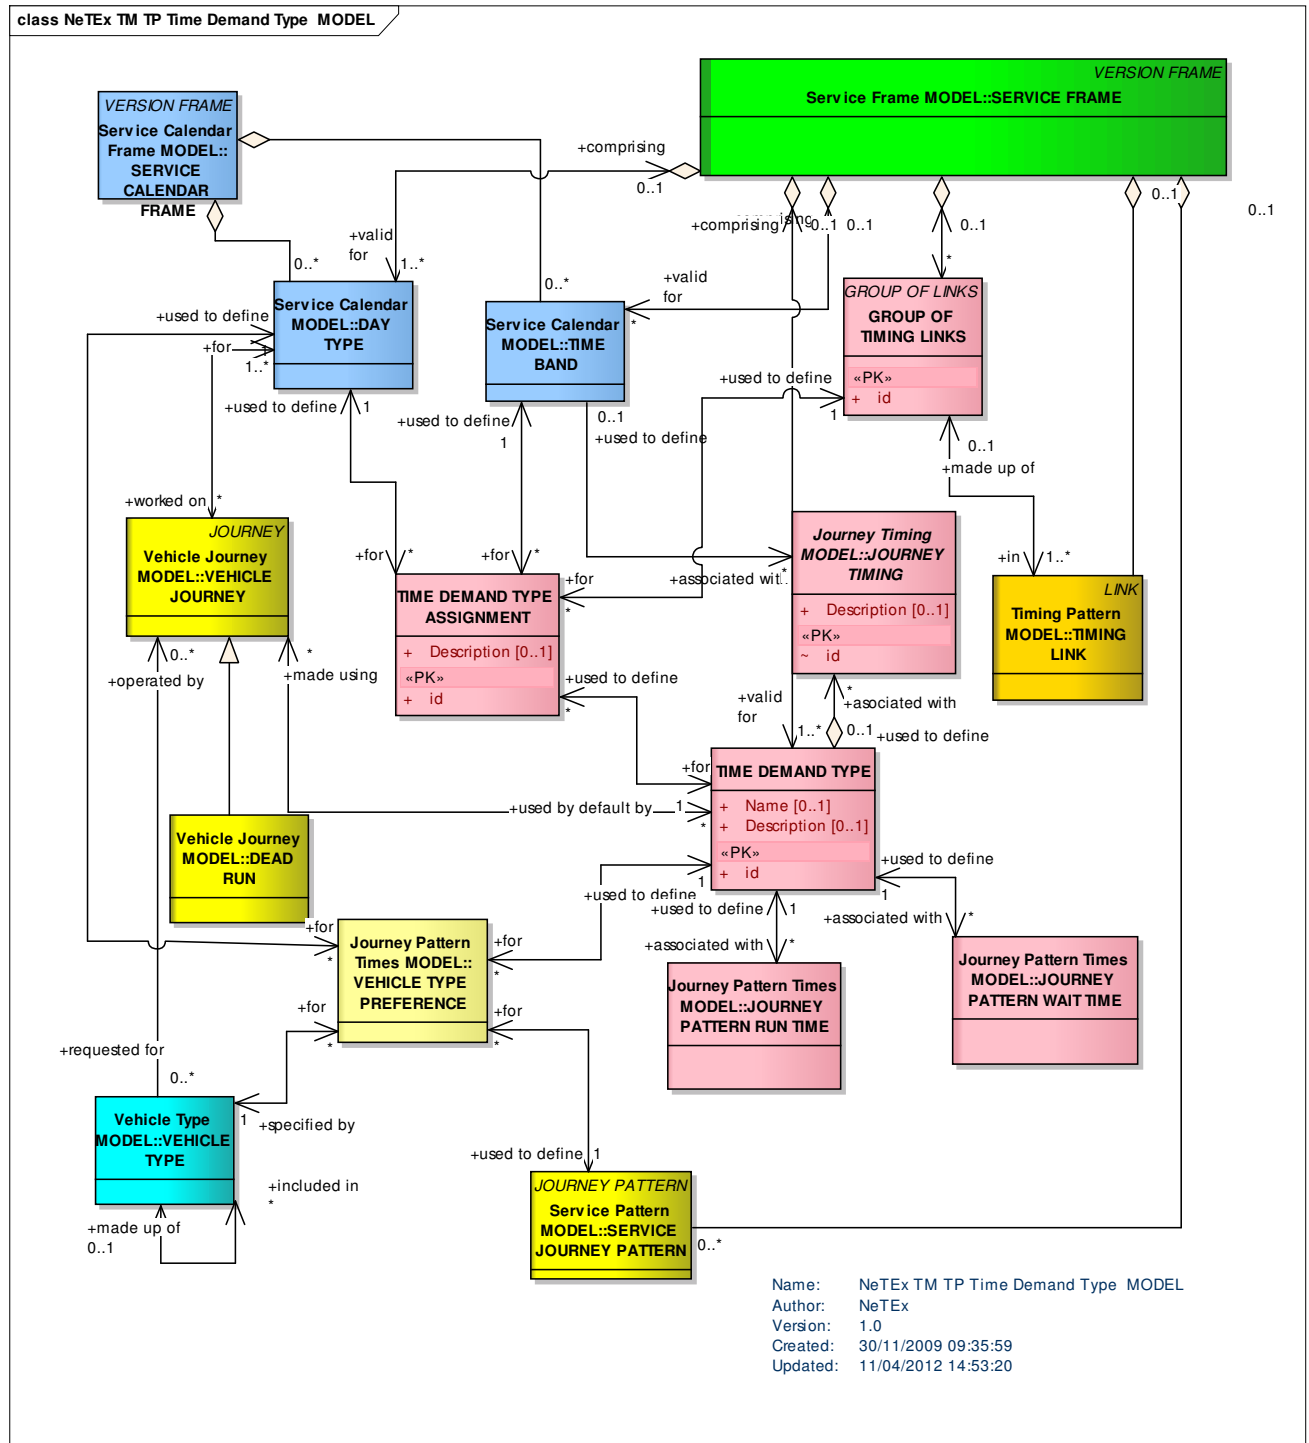 class NeTEx TM TP Time Demand Type  MODEL
VERSION FRAME
Service Frame MODEL::SERVICE FRAME
VERSION FRAME
Service Calendar
Frame MODEL::
SERVICE
CALENDAR
FRAME
+comprising
0..1
0..1
0..1
+comprising
0..1
0..1
0..1
+valid
for
0..*
1..*
0..*
+valid
for
*
*
Service Calendar
MODEL::DAY
TYPE
Service Calendar
MODEL::TIME
BAND
GROUP OF LINKS
GROUP OF
TIMING LINKS
«PK»
+ id
+used to define
+for
1
1..*
+used to define
1
+used to define
1
0..1
+used to define
+used to define
1
0..1
+made up of
+worked on
*
JOURNEY
Vehicle Journey
MODEL::VEHICLE
JOURNEY
+for
*
+for
*
+for
*
+associated wit..
*
Journey Timing
MODEL::JOURNEY
TIMING
+ Description [0..1]
«PK»
~ id
+in
1..*
LINK
Timing Pattern
MODEL::TIMING
LINK
TIME DEMAND TYPE
ASSIGNMENT
+ Description [0..1]
«PK»
+ id
0..*
+operated by
*
+made using
+used to define
*
+valid
for
1..*
*
+asociated with
0..1
+used to define
+for
TIME DEMAND TYPE
+ Name [0..1]
+ Description [0..1]
«PK»
+ id
+used by default by
1
*
Vehicle Journey
MODEL::DEAD
RUN
+used to define
1
+used to define
1
+used to define
1
+associated with
*
+associated with
*
+for
*
Journey Pattern
Times MODEL::
VEHICLE TYPE
PREFERENCE
+for
*
+for
*
+for
*
Journey Pattern Times
MODEL::JOURNEY
PATTERN RUN TIME
Journey Pattern Times
MODEL::JOURNEY
PATTERN WAIT TIME
+requested for
0..*
Vehicle Type
MODEL::VEHICLE
TYPE
1
+specified by
+included in
*
+made up of
0..1
+used to define
1
JOURNEY PATTERN
Service Pattern
MODEL::SERVICE
JOURNEY PATTERN
0..*
Name: NeTEx TM TP Time Demand Type  MODEL
Author: NeTEx
Version: 1.0
Created: 30/11/2009 09:35:59
Updated: 11/04/2012 14:53:20